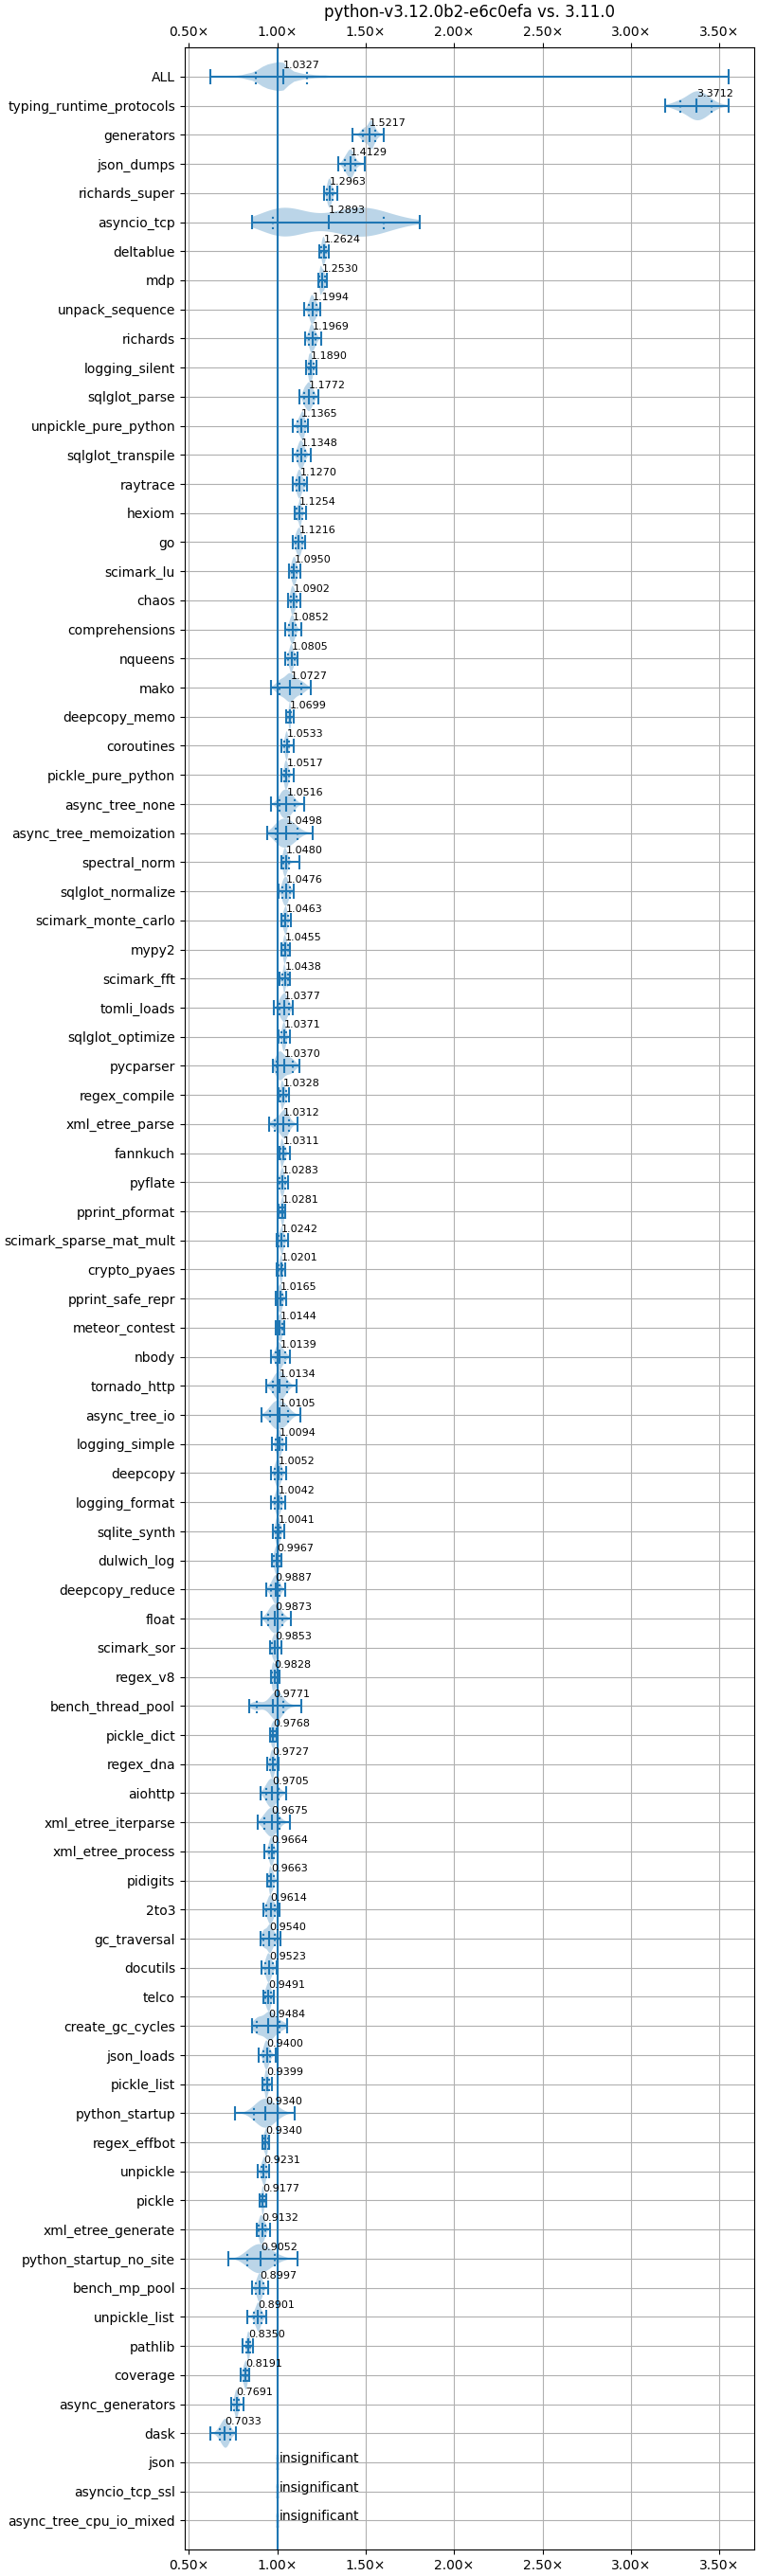 python-v3.12.0b2-e6c0efa vs. 3.11.0
0.50× 1.00× 1.50× 2.00× 2.50× 3.00× 3.50×
ALL 1.0327
typing_runtime_protocols 3.3712
generators 1.5217
json_dumps 1.4129
richards_super 1.2963
asyncio_tcp 1.2893
deltablue 1.2624
mdp 1.2530
unpack_sequence 1.1994
richards 1.1969
logging_silent 1.1890
sqlglot_parse 1.1772
unpickle_pure_python 1.1365
sqlglot_transpile 1.1348
raytrace 1.1270
hexiom 1.1254
go 1.1216
scimark_lu 1.0950
chaos 1.0902
comprehensions 1.0852
nqueens 1.0805
mako 1.0727
deepcopy_memo 1.0699
coroutines 1.0533
pickle_pure_python 1.0517
async_tree_none 1.0516
async_tree_memoization 1.0498
spectral_norm 1.0480
sqlglot_normalize 1.0476
scimark_monte_carlo 1.0463
mypy2 1.0455
scimark_fft 1.0438
tomli_loads 1.0377
sqlglot_optimize 1.0371
pycparser 1.0370
regex_compile 1.0328
xml_etree_parse 1.0312
fannkuch 1.0311
pyflate 1.0283
pprint_pformat 1.0281
scimark_sparse_mat_mult 1.0242
crypto_pyaes 1.0201
pprint_safe_repr 1.0165
meteor_contest 1.0144
nbody 1.0139
tornado_http 1.0134
async_tree_io 1.0105
logging_simple 1.0094
deepcopy 1.0052
logging_format 1.0042
sqlite_synth 1.0041
dulwich_log 0.9967
deepcopy_reduce 0.9887
float 0.9873
scimark_sor 0.9853
regex_v8 0.9828
bench_thread_pool 0.9771
pickle_dict 0.9768
regex_dna 0.9727
aiohttp 0.9705
xml_etree_iterparse 0.9675
xml_etree_process 0.9664
pidigits 0.9663
2to3 0.9614
gc_traversal 0.9540
docutils 0.9523
telco 0.9491
create_gc_cycles 0.9484
json_loads 0.9400
pickle_list 0.9399
python_startup 0.9340
regex_effbot 0.9340
unpickle 0.9231
pickle 0.9177
xml_etree_generate 0.9132
python_startup_no_site 0.9052
bench_mp_pool 0.8997
unpickle_list 0.8901
pathlib 0.8350
coverage 0.8191
async_generators 0.7691
dask 0.7033
json insignificant
asyncio_tcp_ssl insignificant
async_tree_cpu_io_mixed insignificant
0.50× 1.00× 1.50× 2.00× 2.50× 3.00× 3.50×